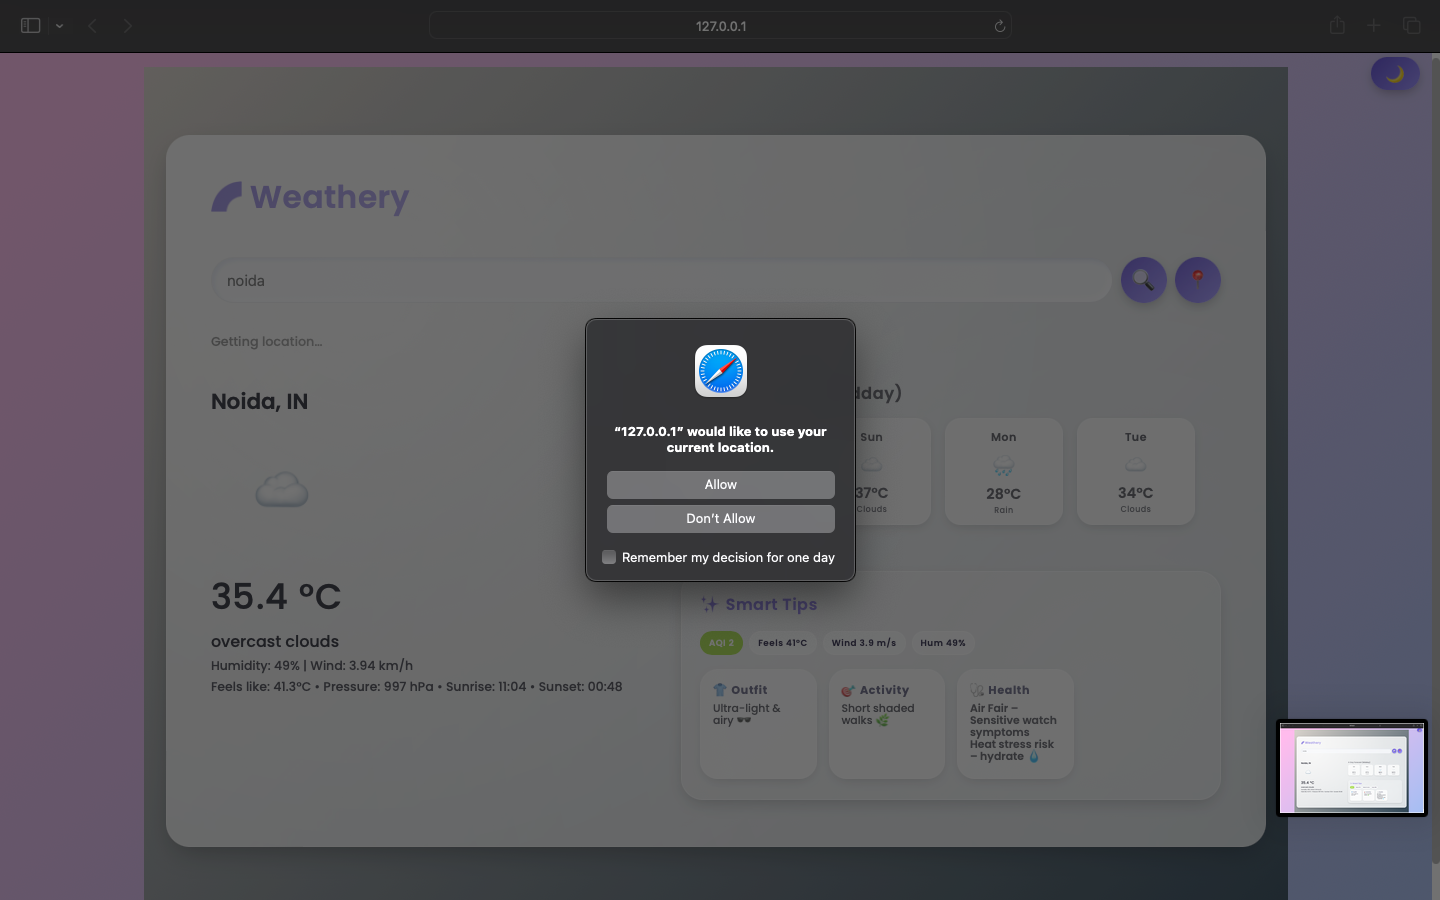 127.0.0.1
Weathery
noida
Getting location...
Noida, IN
35.4 °C
overcast clouds
Humidity: 49% | Wind: 3.94 km/h
Feels like: 41.3°C • Pressure: 997 hPa • Sunrise: 11:04 • Sunset: 00:48
“127.0.0.1” would like to use your
current location.
Allow
Don’t Allow
Remember my decision for one day
Sun
37°C
Clouds
Mon
28°C
Rain
Tue
34°C
Clouds
Smart Tips
AQI 2
Feels 41°C
Wind 3.9 m/s
Hum 49%
Outfit
Ultra-light &
airy
Activity
Short shaded
walks
Health
Air Fair –
Sensitive watch
symptoms
Heat stress risk
– hydrate